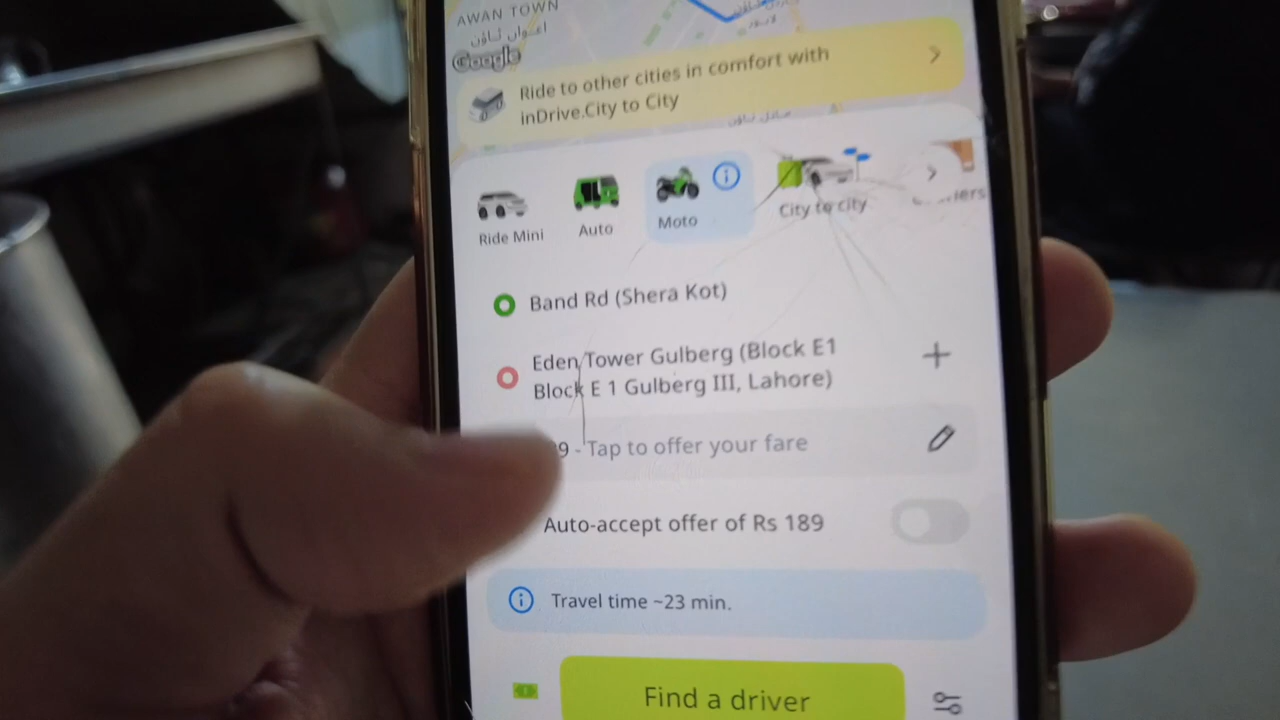 AWAN TOWN
اعوان ٹاؤن
Google
Ride to other cities in comfort with
inDrive.City to City
Ride Mini
Auto
Moto
City to city
Band Rd (Shera Kot)
Eden Tower Gulberg (Block E1
Block E 1 Gulberg III, Lahore)
9 - Tap to offer your fare
Auto-accept offer of Rs 189
Travel time ~23 min.
Find a driver